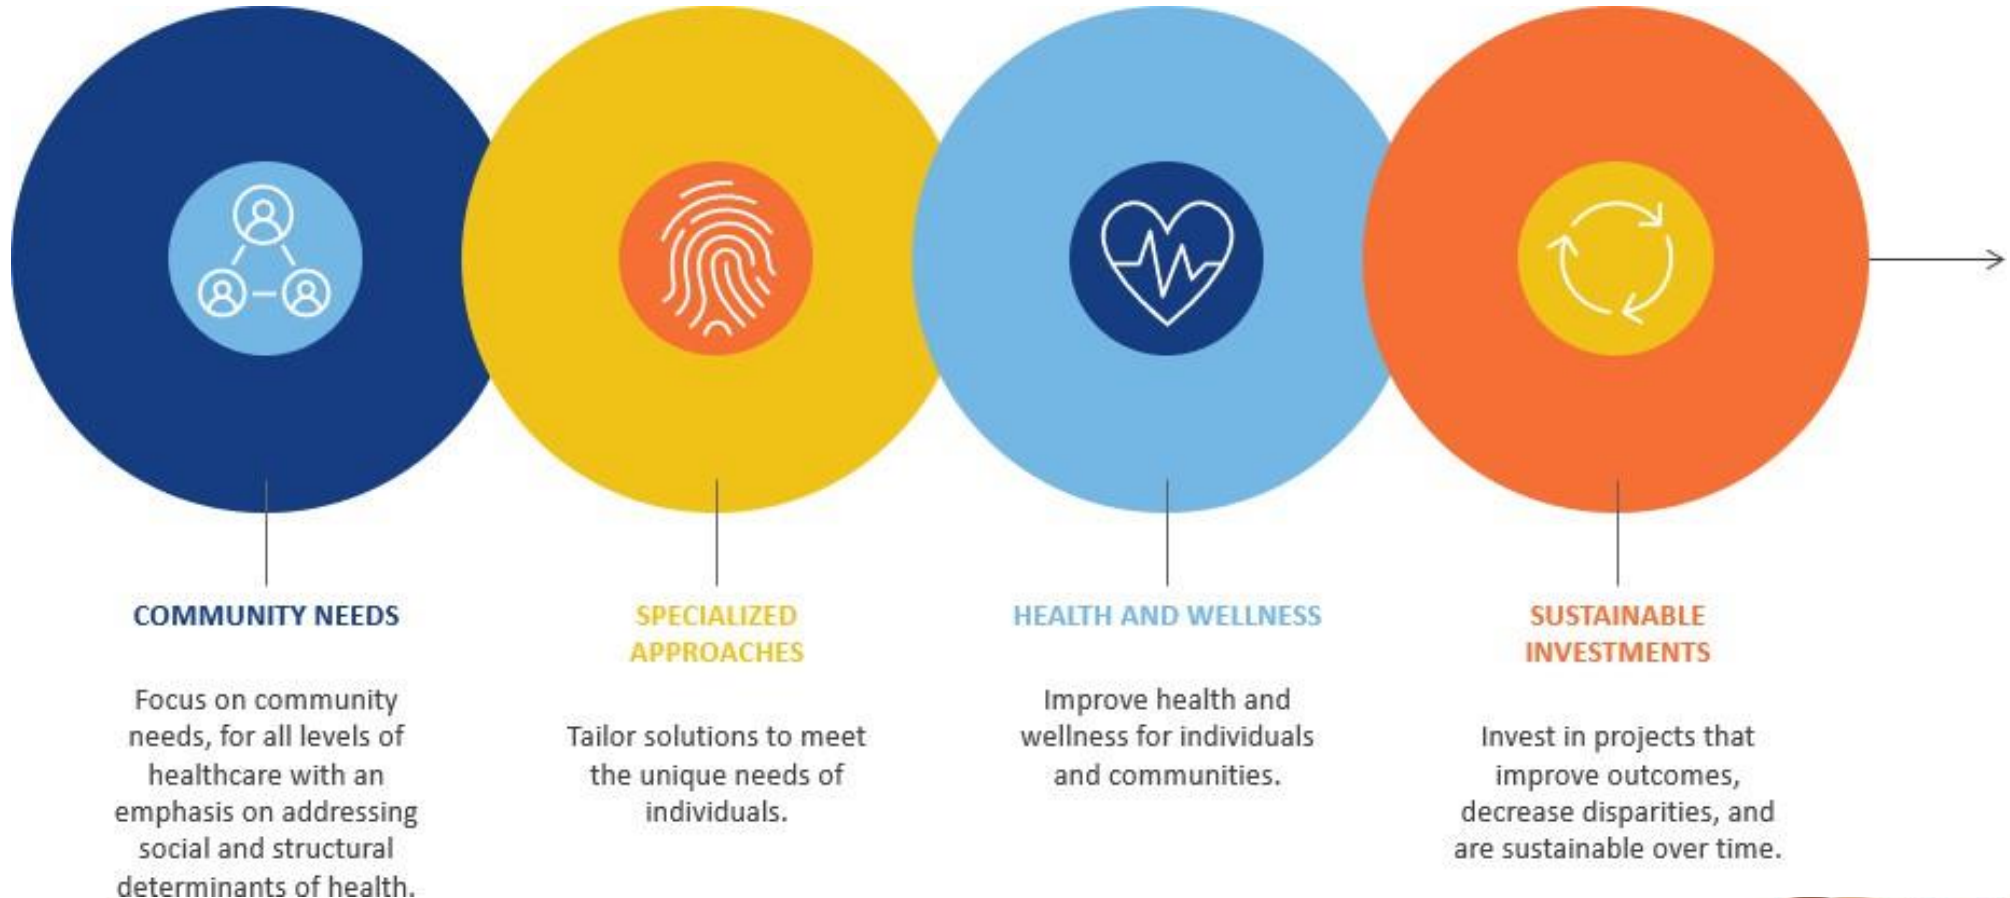 COMMUNITY NEEDS
Focus on community
needs, for all levels of
healthcare with an
emphasis on addressing
social and structural
determinants of health.
SPECIALIZED
APPROACHES
Tailor solutions to meet
the unique needs of
individuals.
HEALTH AND WELLNESS
Improve health and
wellness for individuals
and communities.
SUSTAINABLE
INVESTMENTS
Invest in projects that
improve outcomes,
decrease disparities, and
are sustainable over time.